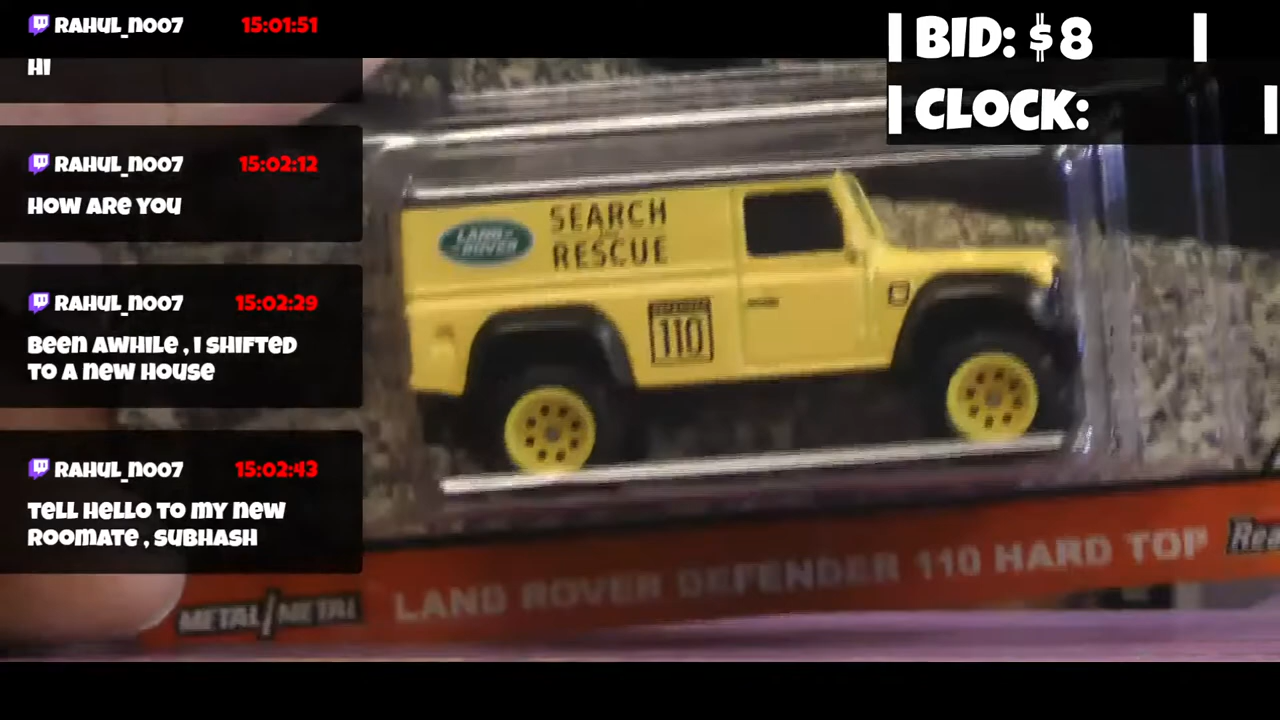 Rahul_n007 15:01:51
HI
Rahul_n007 15:02:12
How are you
Rahul_n007 15:02:29
Been awhile , I shifted
to a new house
Rahul_n007 15:02:43
Tell hello to my new
roomate , Subhash
| BID: $8 |
| CLOCK: |
LAND-
ROVER
SEARCH
RESCUE
110
METAL/METAL
LAND ROVER DEFENDER 110 HARD TOP
Rea